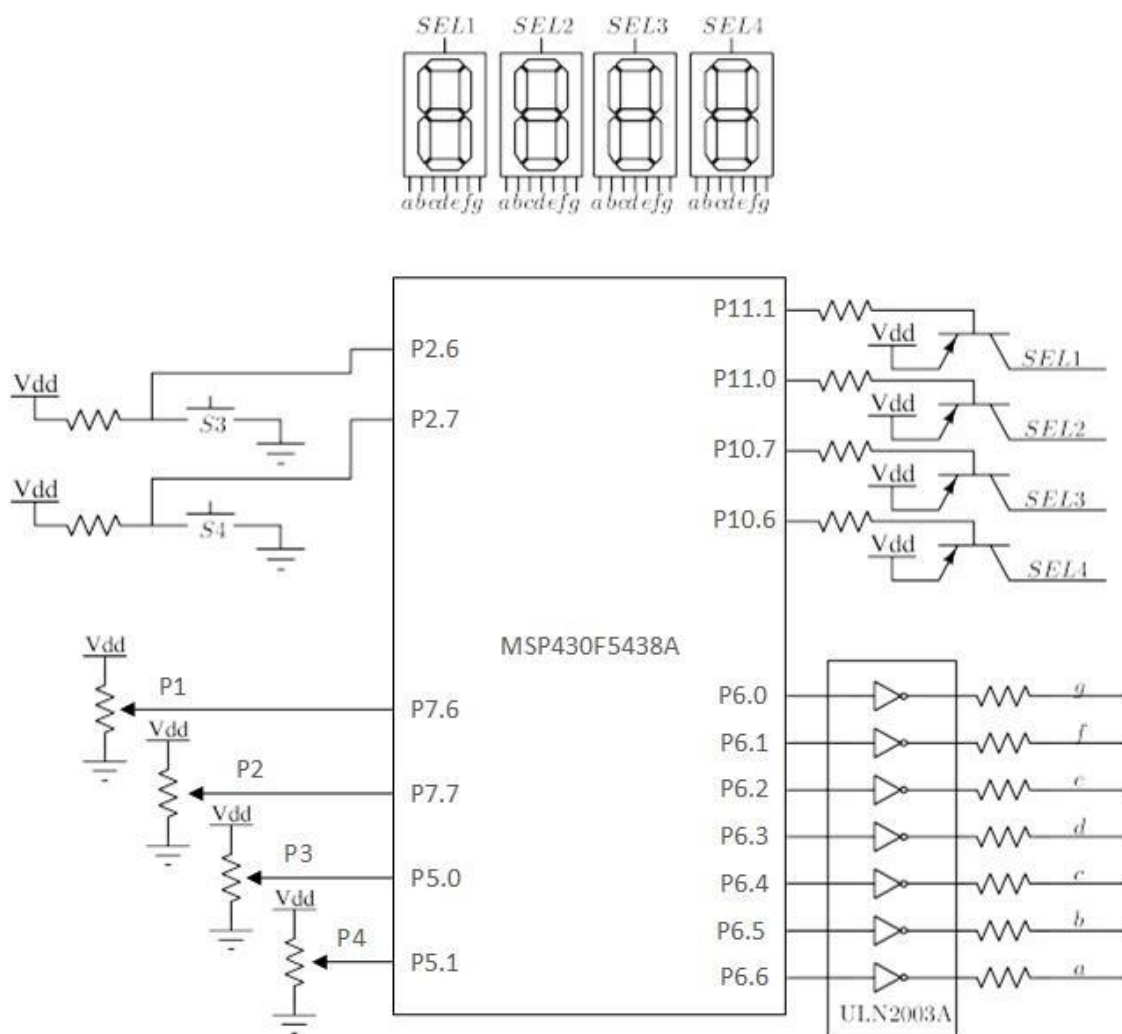 SEL1 SEL2 SEL3 SEL4
abcdefg abcdefg abcdefg abcdefg
P11.1
Vdd
SEL1
P2.6
Vdd
S3
P11.0
Vdd
SEL2
P2.7
P10.7
Vdd
SEL3
Vdd
S4
P10.6
Vdd
SEL4
MSP430F5438A
Vdd
P1
P7.6
P6.0
g
Vdd
P6.1
f
P2
P7.7
P6.2
e
Vdd
P6.3
d
P3
P5.0
P6.4
c
Vdd
P6.5
b
P4
P5.1
P6.6
a
ULN2003A